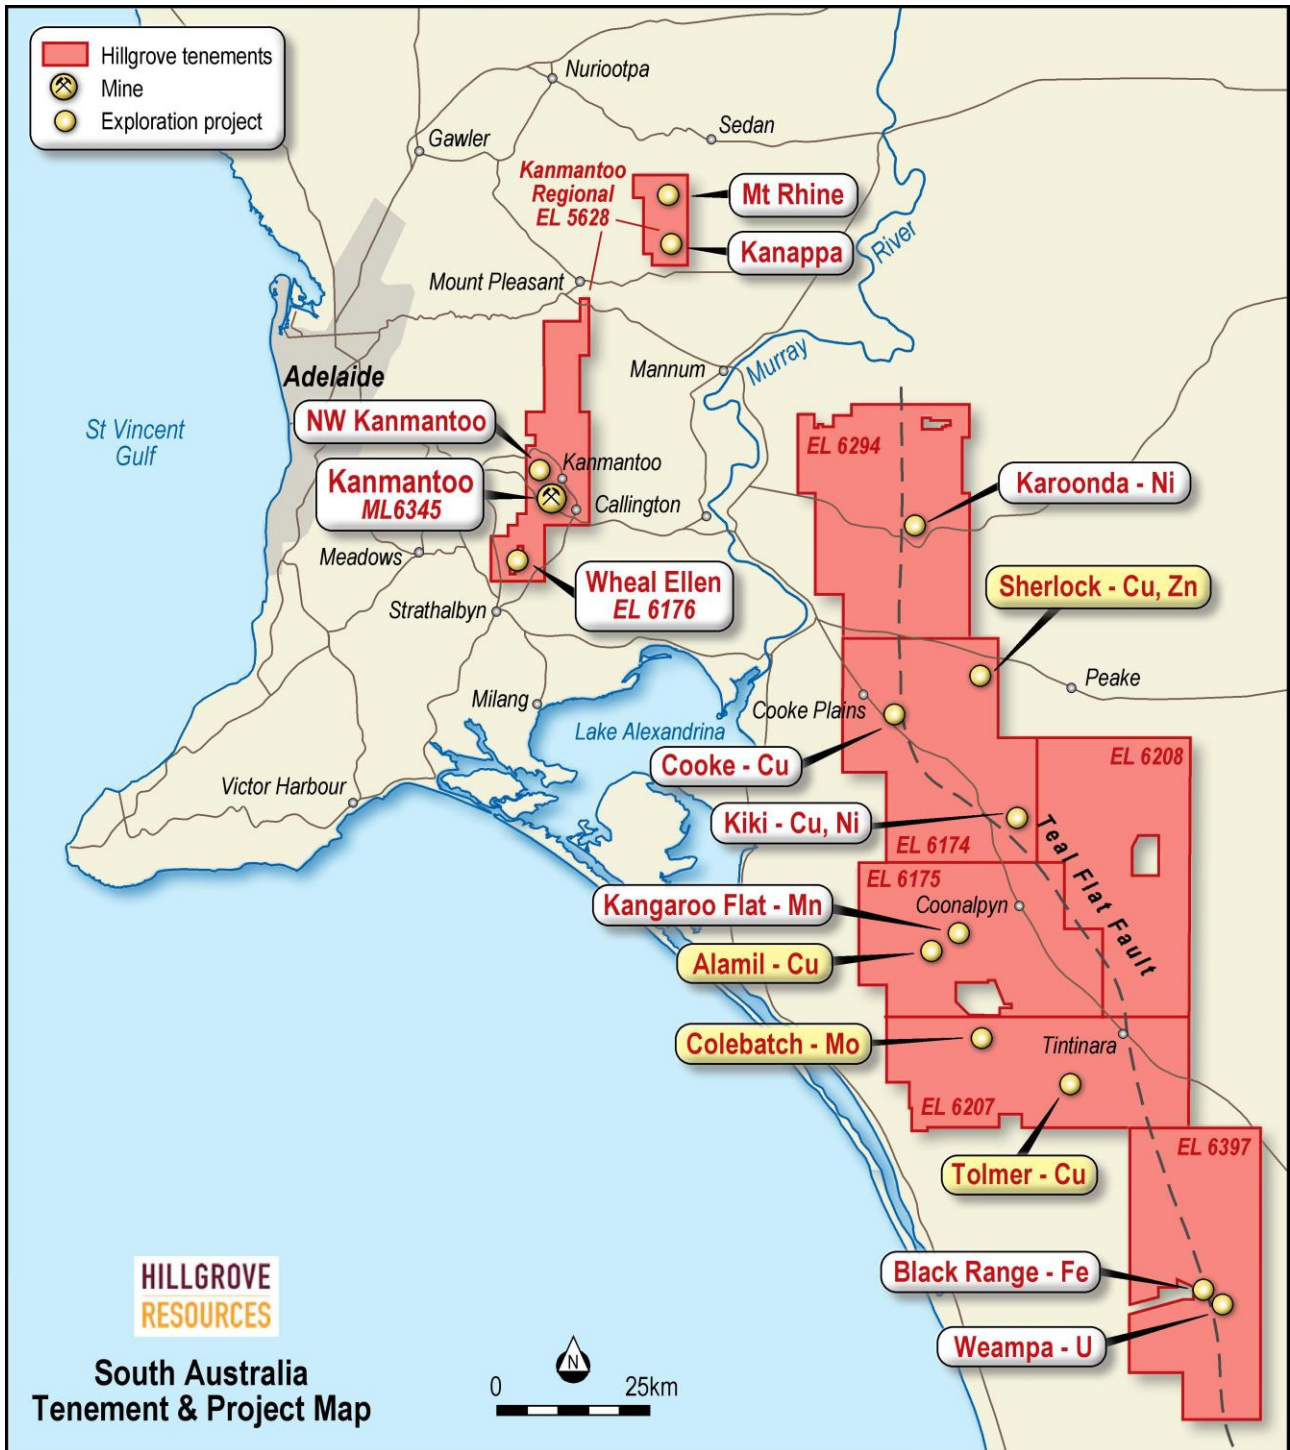 Hillgrove tenements
Mine
Exploration project
Nuriootpa
Gawler
Sedan
Kanmantoo
Regional
EL 5628
Mt Rhine
Kanappa
River
Mount Pleasant
Murray
Mannum
Adelaide
St Vincent
Gulf
NW Kanmantoo
Kanmantoo
Kanmantoo
ML6345
Callington
Meadows
Wheal Ellen
EL 6176
Strathalbyn
EL 6294
Karoonda - Ni
Sherlock - Cu, Zn
Peake
Milang
Cooke Plains
Lake Alexandrina
Cooke - Cu
EL 6208
Victor Harbour
Kiki - Cu, Ni
Teal Flat Fault
EL 6174
EL 6175
Kangaroo Flat - Mn
Coonalpyn
Alamil - Cu
Colebatch - Mo
Tintinara
EL 6207
Tolmer - Cu
EL 6397
Black Range - Fe
Weampa - U
HILLGROVE
RESOURCES
South Australia
Tenement & Project Map
N
0 25km